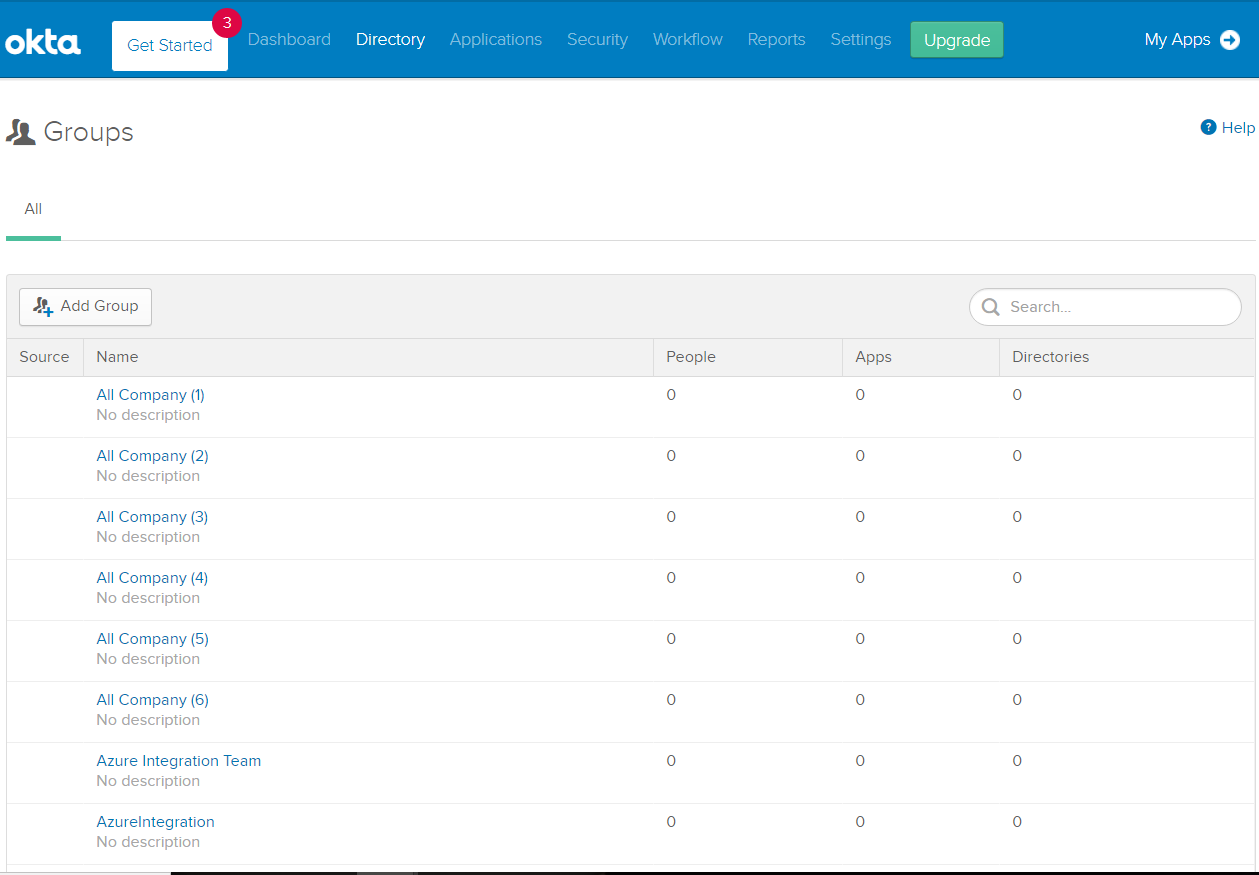 okta
Get Started
3
Dashboard
Directory
Applications
Security
Workflow
Reports
Settings
Upgrade
My Apps
Groups
? Help
All
Add Group
Search...
Source Name People Apps Directories
All Company (1) 0 0 0
No description
All Company (2) 0 0 0
No description
All Company (3) 0 0 0
No description
All Company (4) 0 0 0
No description
All Company (5) 0 0 0
No description
All Company (6) 0 0 0
No description
Azure Integration Team 0 0 0
No description
AzureIntegration 0 0 0
No description